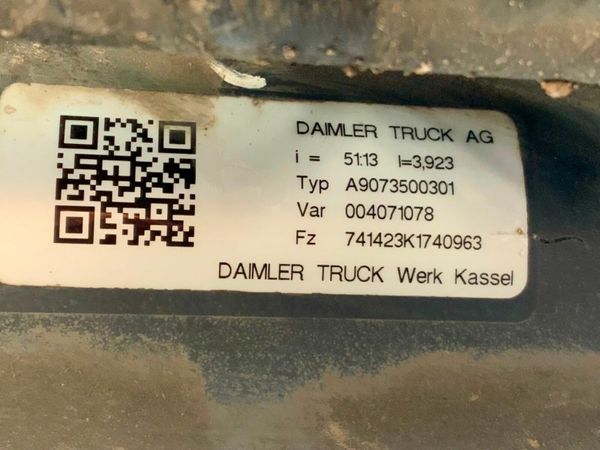 DAIMLER TRUCK AG
i = 51:13 I=3,923
Typ A9073500301
Var 004071078
Fz 741423K1740963
DAIMLER TRUCK Werk Kassel